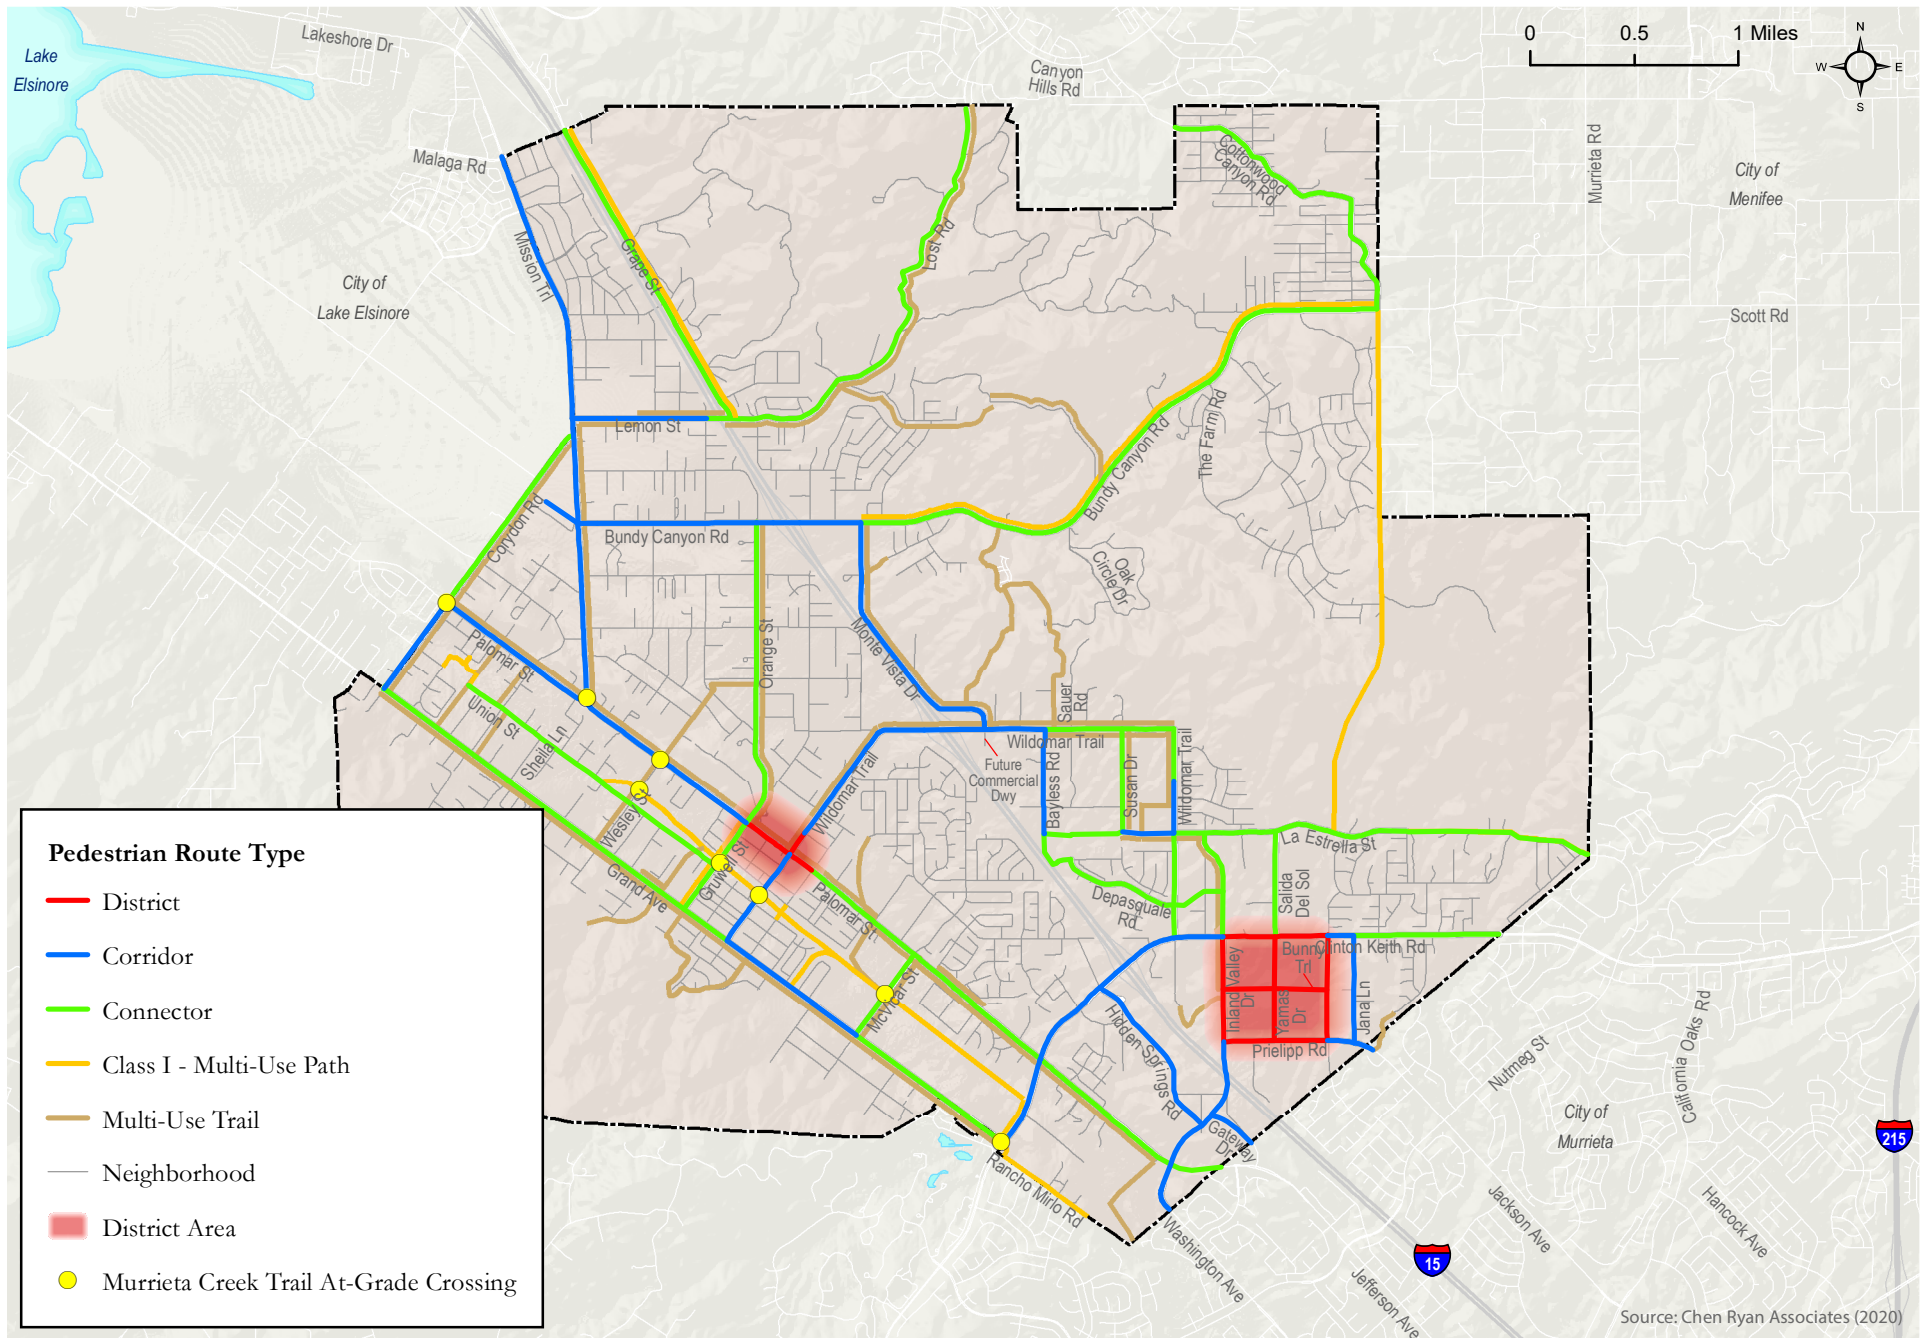 Lake
Elsinore
Lakeshore Dr
Canyon
Hills Rd
0 0.5 1 Miles
N
W E
S
Malaga Rd
Cottonwood
Canyon Rd
Murrieta Rd
City of
Menifee
Mission Trl
Grape St
Lost Rd
City of
Lake Elsinore
Scott Rd
Lemon St
The Farm Rd
Bundy Canyon Rd
Corydon Rd
Bundy Canyon Rd
Oak
Circle Dr
Palomar St
Orange St
Monte Vista Dr
Sauer
Rd
Union St
Sheila Ln
Wildomar Trail
Wildomar Trail
Future
Commercial
Dwy
Bayless Rd
Susan Dr
Wildomar Trail
Wesley St
La Estrella St
Gruwell St
Grand Ave
Palomar St
Depasquale
Rd
Salida
Del Sol
Clinton Keith Rd
Bunny
Trl
Inland Valley
Dr
Yamas
Dr
Jana Ln
McVicar St
Hidden Springs Rd
Prielipp Rd
Nutmeg St
California Oaks Rd
City of
Murrieta
Gateway
Dr
Rancho Mirlo Rd
Washington Ave
Jackson Ave
Hancock Ave
Jefferson Ave
215
15
Pedestrian Route Type
District
Corridor
Connector
Class I - Multi-Use Path
Multi-Use Trail
Neighborhood
District Area
Murrieta Creek Trail At-Grade Crossing
Source: Chen Ryan Associates (2020)